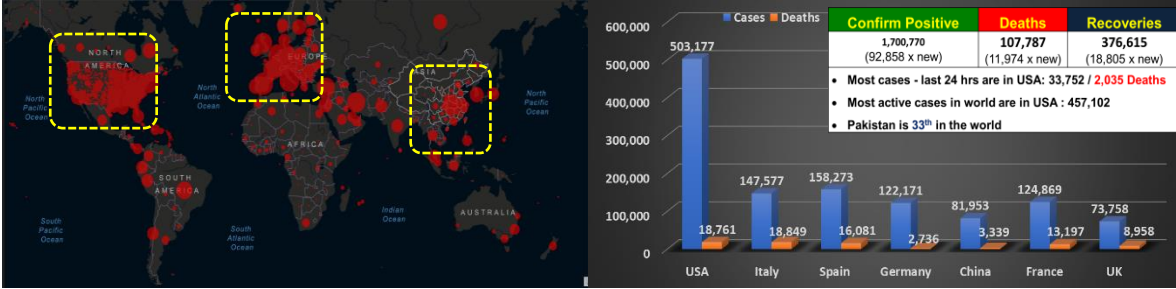 NORTH
AMERICA
EUROPE
ASIA
North
Pacific
Ocean
North
Atlantic
Ocean
North
Pacific
Ocean
AFRICA
SOUTH
AMERICA
Indian
Ocean
AUSTRALIA
South
Pacific
Ocean
South
Atlantic
Ocean
Cases Deaths
600,000
500,000
400,000
300,000
200,000
100,000
0
503,177
147,577
158,273
122,171
81,953
124,869
73,758
18,761
18,849
16,081
2,736
3,339
13,197
8,958
USA Italy Spain Germany China France UK
Confirm Positive Deaths Recoveries
1,700,770 107,787 376,615
(92,858 x new) (11,974 x new) (18,805 x new)
• Most cases - last 24 hrs are in USA: 33,752 / 2,035 Deaths
• Most active cases in world are in USA : 457,102
• Pakistan is 33th in the world